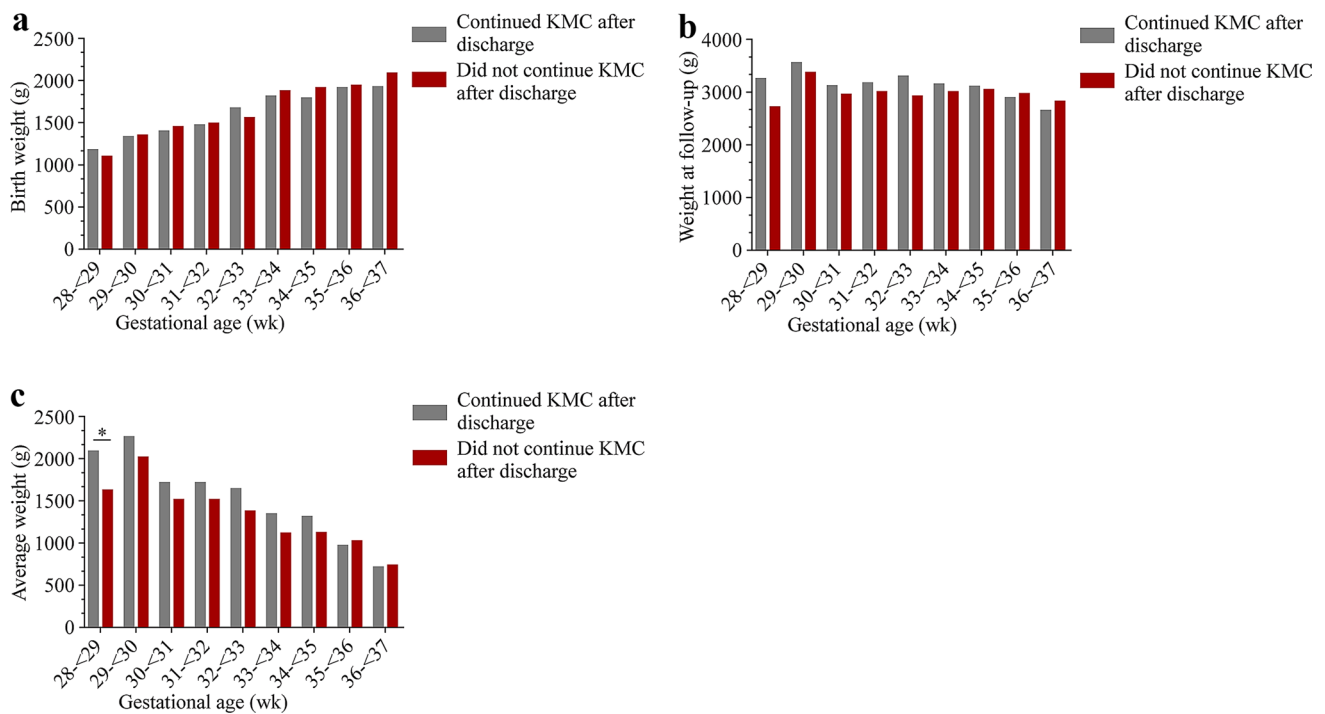 a
Continued KMC after
discharge
Did not continue KMC
after discharge
Birth weight (g)
2500
2000
1500
1000
500
0
28-<29
29-<30
30-<31
31-<32
32-<33
33-<34
34-<35
35-<36
36-<37
Gestational age (wk)
b
Continued KMC after
discharge
Did not continue KMC
after discharge
Weight at follow-up (g)
4000
3000
2000
1000
0
28-<29
29-<30
30-<31
31-<32
32-<33
33-<34
34-<35
35-<36
36-<37
Gestational age (wk)
c
Continued KMC after
discharge
Did not continue KMC
after discharge
Average weight (g)
2500
2000
1500
1000
500
0
*
28-<29
29-<30
30-<31
31-<32
32-<33
33-<34
34-<35
35-<36
36-<37
Gestational age (wk)